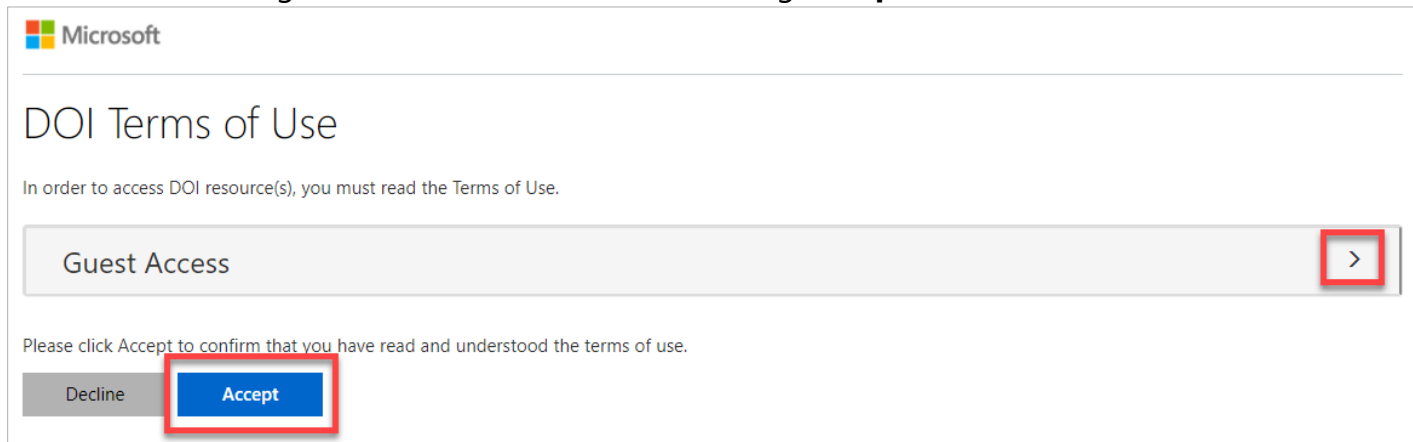 Microsoft
DOI Terms of Use
In order to access DOI resource(s), you must read the Terms of Use.
Guest Access
Please click Accept to confirm that you have read and understood the terms of use.
Decline Accept